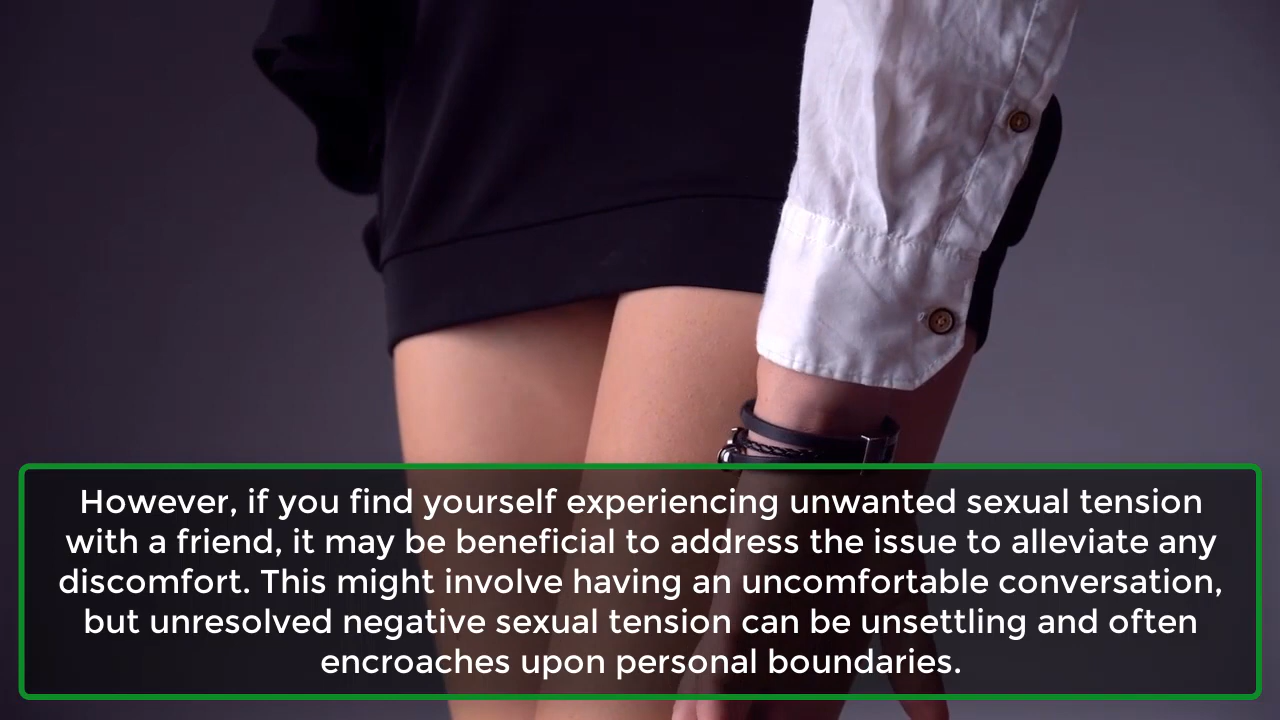 However, if you find yourself experiencing unwanted sexual tension
with a friend, it may be beneficial to address the issue to alleviate any
discomfort. This might involve having an uncomfortable conversation,
but unresolved negative sexual tension can be unsettling and often
encroaches upon personal boundaries.